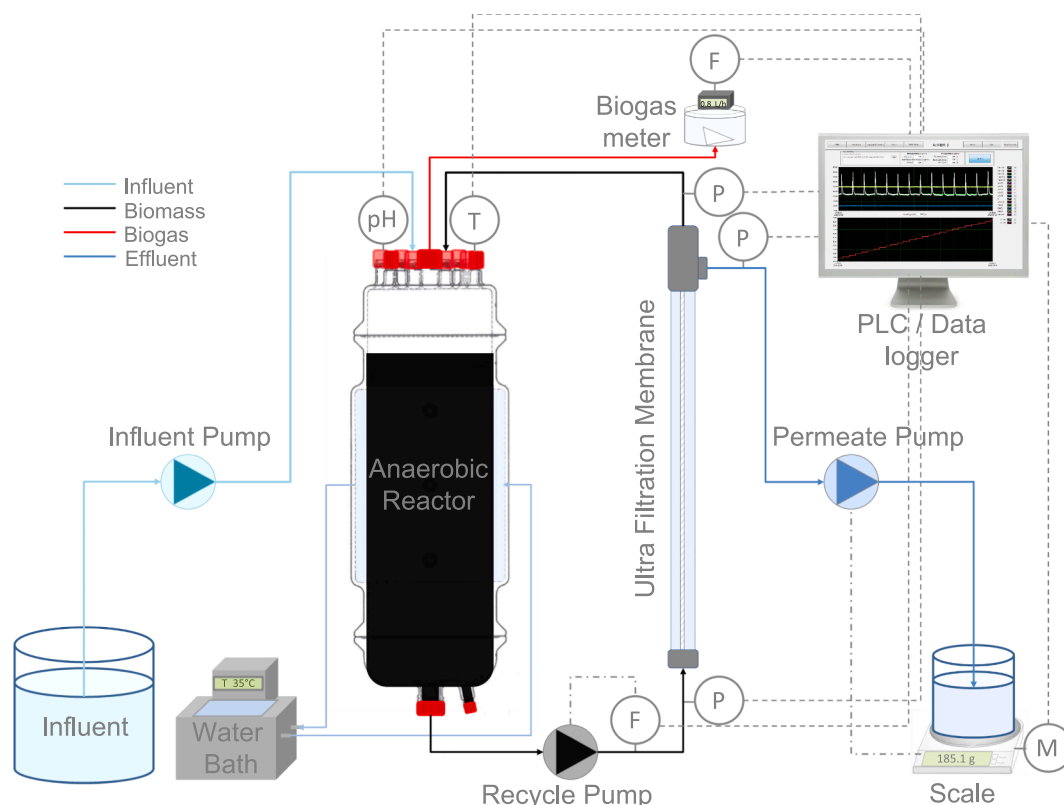 F
0.8 L/h
Biogas
meter
Influent
Biomass
Biogas
Effluent
pH
T
P
P
PLC / Data
logger
Influent Pump
Anaerobic
Reactor
Ultra Filtration Membrane
Permeate Pump
T 35°C
Influent
Water
Bath
F
P
Recycle Pump
185.1 g
M
Scale